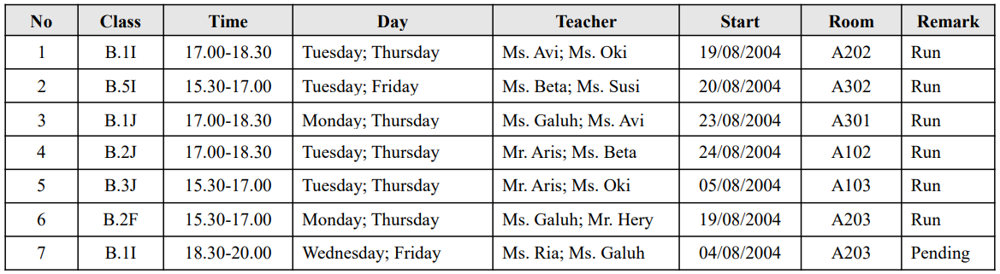 No Class Time Day Teacher Start Room Remark
1 B.1I 17.00-18.30 Tuesday; Thursday Ms. Avi; Ms. Oki 19/08/2004 A202 Run
2 B.5I 15.30-17.00 Tuesday; Friday Ms. Beta; Ms. Susi 20/08/2004 A302 Run
3 B.1J 17.00-18.30 Monday; Thursday Ms. Galuh; Ms. Avi 23/08/2004 A301 Run
4 B.2J 17.00-18.30 Tuesday; Thursday Mr. Aris; Ms. Beta 24/08/2004 A102 Run
5 B.3J 15.30-17.00 Tuesday; Thursday Mr. Aris; Ms. Oki 05/08/2004 A103 Run
6 B.2F 15.30-17.00 Monday; Thursday Ms. Galuh; Mr. Hery 19/08/2004 A203 Run
7 B.1I 18.30-20.00 Wednesday; Friday Ms. Ria; Ms. Galuh 04/08/2004 A203 Pending